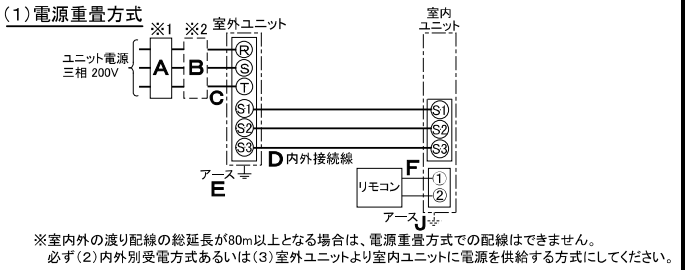 (1)電源重畳方式
※1 ※2 室外ユニット
室内
ユニット
ユニット電源
三相 200V
A
B
C
R
S
T
S1
S2
S3
S1
S2
S3
D 内外接続線
アース
E
リモコン
F
①
②
アース J
※室内外の渡り配線の総延長が80m以上となる場合は、電源重畳方式での配線はできません。
必ず(2)内外別受電方式あるいは(3)室外ユニットより室内ユニットに電源を供給する方式にしてください。